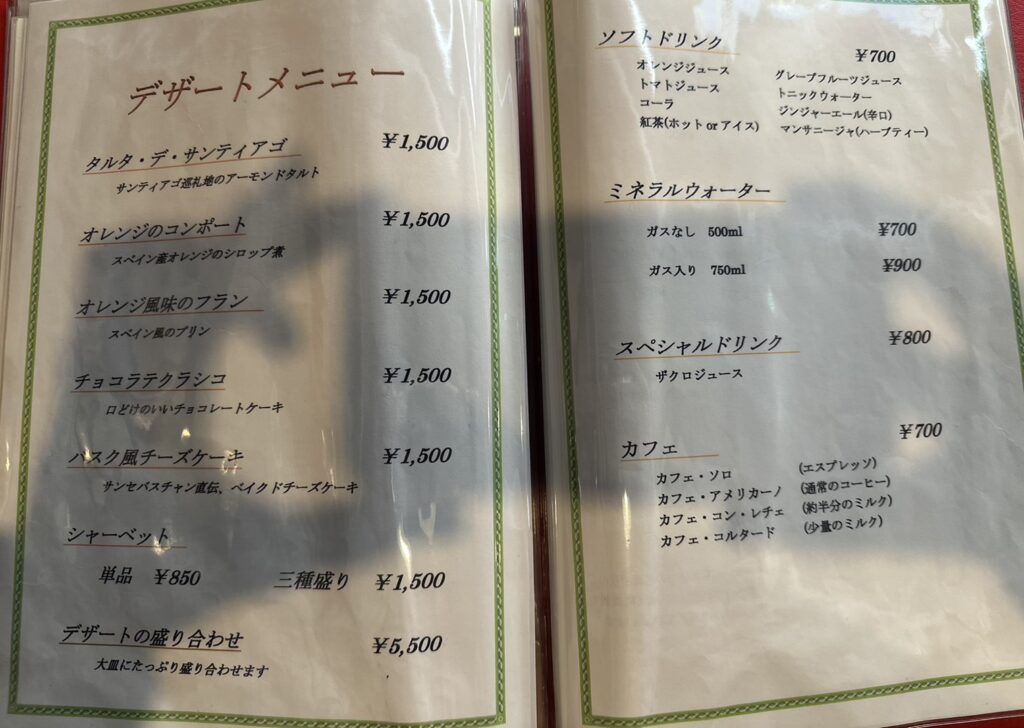 デザートメニュー
タルタ・デ・サンティアゴ ¥1,500
サンティアゴ巡礼地のアーモンドタルト
オレンジのコンポート ¥1,500
スペイン産オレンジのシロップ煮
オレンジ風味のフラン ¥1,500
スペイン風のプリン
チョコラテクラシコ ¥1,500
口どけのいいチョコレートケーキ
バスク風チーズケーキ ¥1,500
サンセバスチャン直伝、ベイクドチーズケーキ
シャーベット
単品 ¥850 三種盛り ¥1,500
デザートの盛り合わせ ¥5,500
大皿にたっぷり盛り合わせます
ソフトドリンク ¥700
オレンジジュース グレープフルーツジュース
トマトジュース トニックウォーター
コーラ ジンジャーエール(辛口)
紅茶(ホット or アイス) マンサニージャ(ハーブティー)
ミネラルウォーター
ガスなし 500ml ¥700
ガス入り 750ml ¥900
スペシャルドリンク ¥800
ザクロジュース
カフェ ¥700
カフェ・ソロ (エスプレッソ)
カフェ・アメリカーノ (通常のコーヒー)
カフェ・コン・レチェ (約半分のミルク)
カフェ・コルタード (少量のミルク)